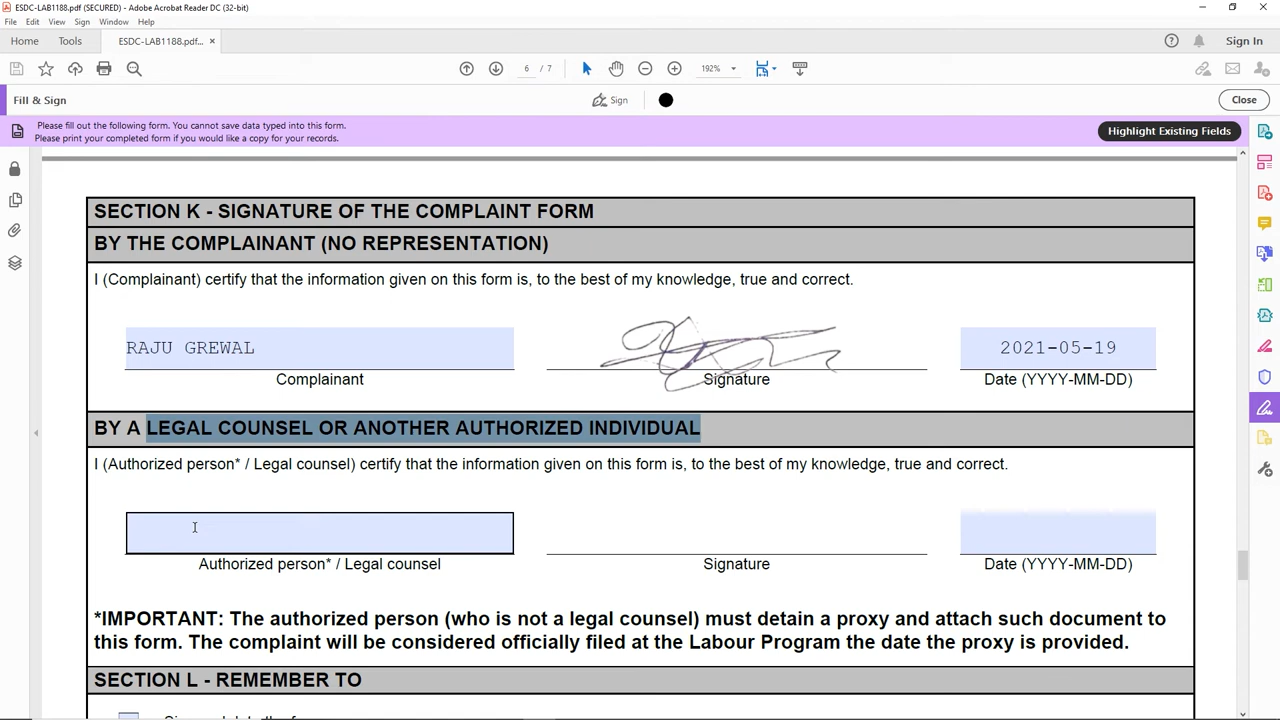 ESDC-LAB1188.pdf (SECURED) - Adobe Acrobat Reader DC (32-bit)
File Edit View Sign Window Help
Home Tools ESDC-LAB1188.pdf... × Sign In
6 / 7 192%
Fill & Sign Sign Close
Please fill out the following form. You cannot save data typed into this form.
Please print your completed form if you would like a copy for your records.
Highlight Existing Fields
SECTION K - SIGNATURE OF THE COMPLAINT FORM
BY THE COMPLAINANT (NO REPRESENTATION)
I (Complainant) certify that the information given on this form is, to the best of my knowledge, true and correct.
RAJU GREWAL 2021-05-19
Complainant Signature Date (YYYY-MM-DD)
BY A LEGAL COUNSEL OR ANOTHER AUTHORIZED INDIVIDUAL
I (Authorized person* / Legal counsel) certify that the information given on this form is, to the best of my knowledge, true and correct.
Authorized person* / Legal counsel Signature Date (YYYY-MM-DD)
*IMPORTANT: The authorized person (who is not a legal counsel) must detain a proxy and attach such document to
this form. The complaint will be considered officially filed at the Labour Program the date the proxy is provided.
SECTION L - REMEMBER TO